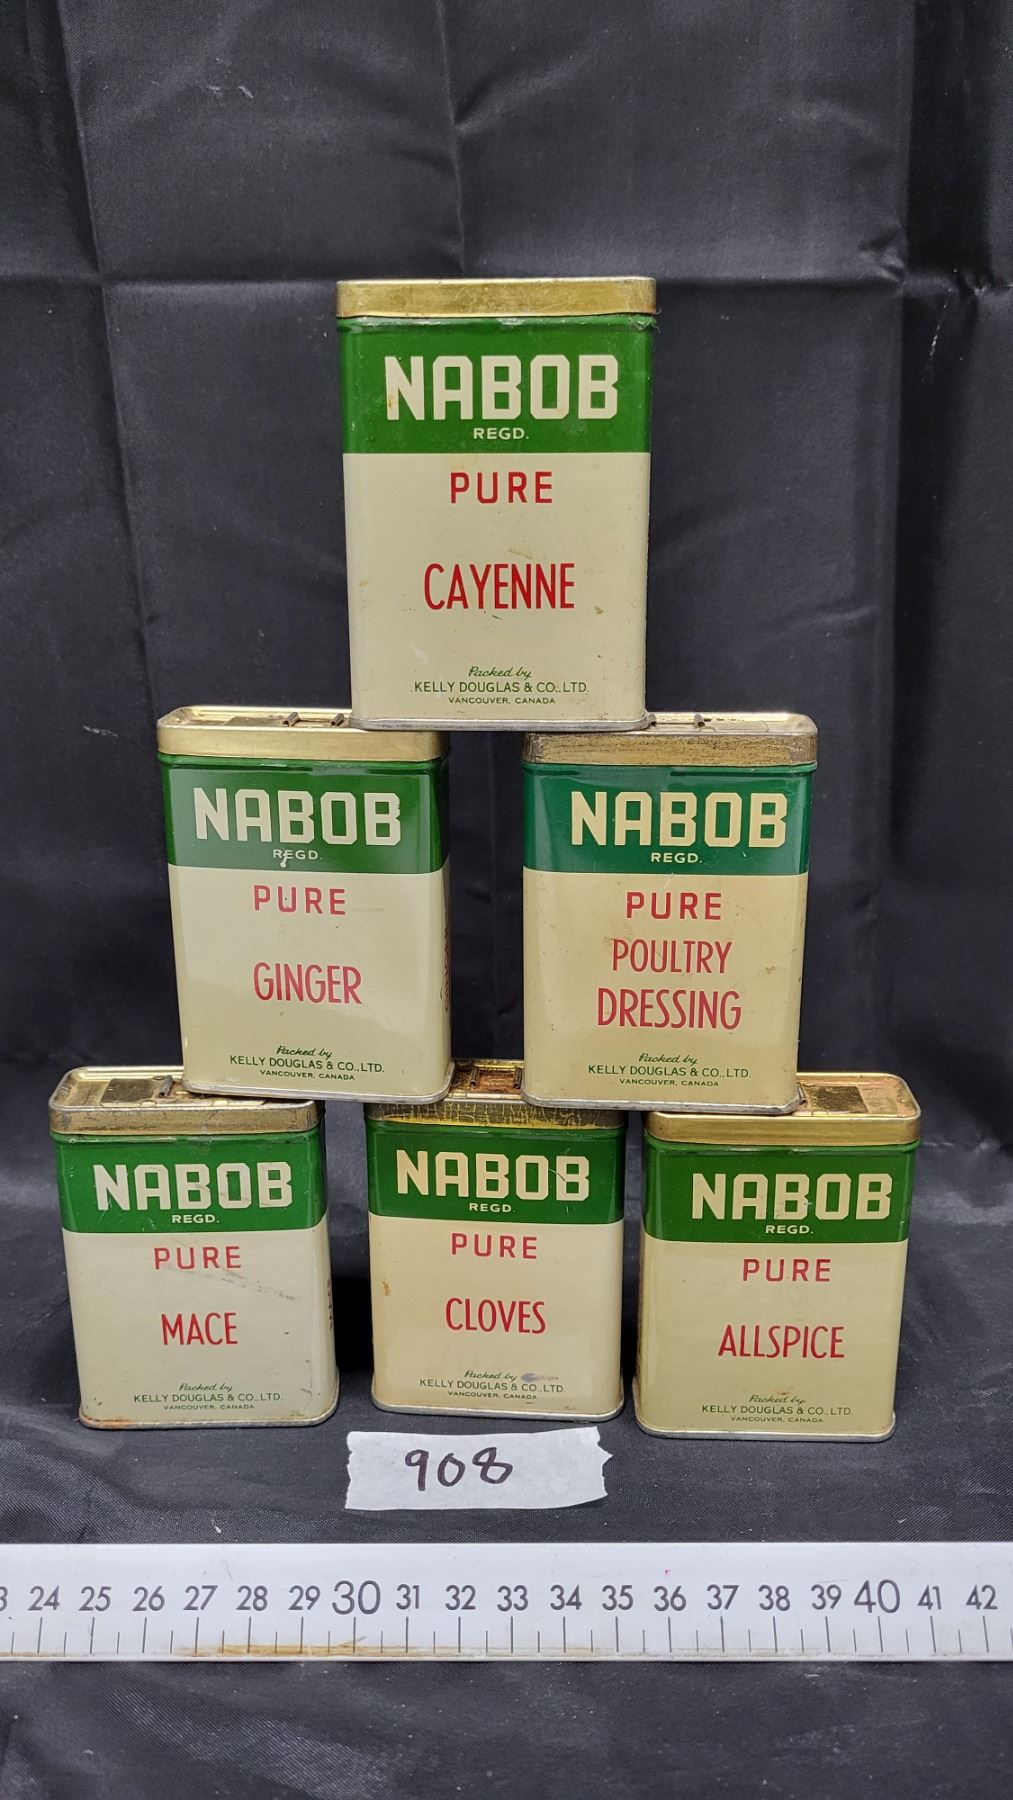 NABOB
REGD.
PURE
CAYENNE
Packed by
KELLY DOUGLAS & CO., LTD.
VANCOUVER, CANADA
NABOB
REGD.
PURE
GINGER
Packed by
KELLY DOUGLAS & CO., LTD.
VANCOUVER, CANADA
NABOB
REGD.
PURE
POULTRY
DRESSING
Packed by
KELLY DOUGLAS & CO., LTD.
VANCOUVER, CANADA
NABOB
REGD.
PURE
MACE
Packed by
KELLY DOUGLAS & CO., LTD.
VANCOUVER, CANADA
NABOB
REGD.
PURE
CLOVES
Packed by
KELLY DOUGLAS & CO., LTD.
VANCOUVER, CANADA
NABOB
REGD.
PURE
ALLSPICE
Packed by
KELLY DOUGLAS & CO., LTD.
VANCOUVER, CANADA
908
24 25 26 27 28 29 30 31 32 33 34 35 36 37 38 39 40 41 42